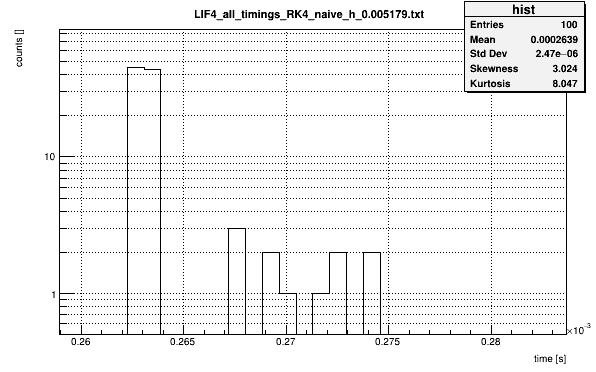 LIF4_all_timings_RK4_naive_h_0.005179.txt
hist
Entries 100
Mean 0.0002639
Std Dev 2.47e−06
Skewness 3.024
Kurtosis 8.047
counts []
10
1
0.26 0.265 0.27 0.275 0.28
×10⁻³
time [s]